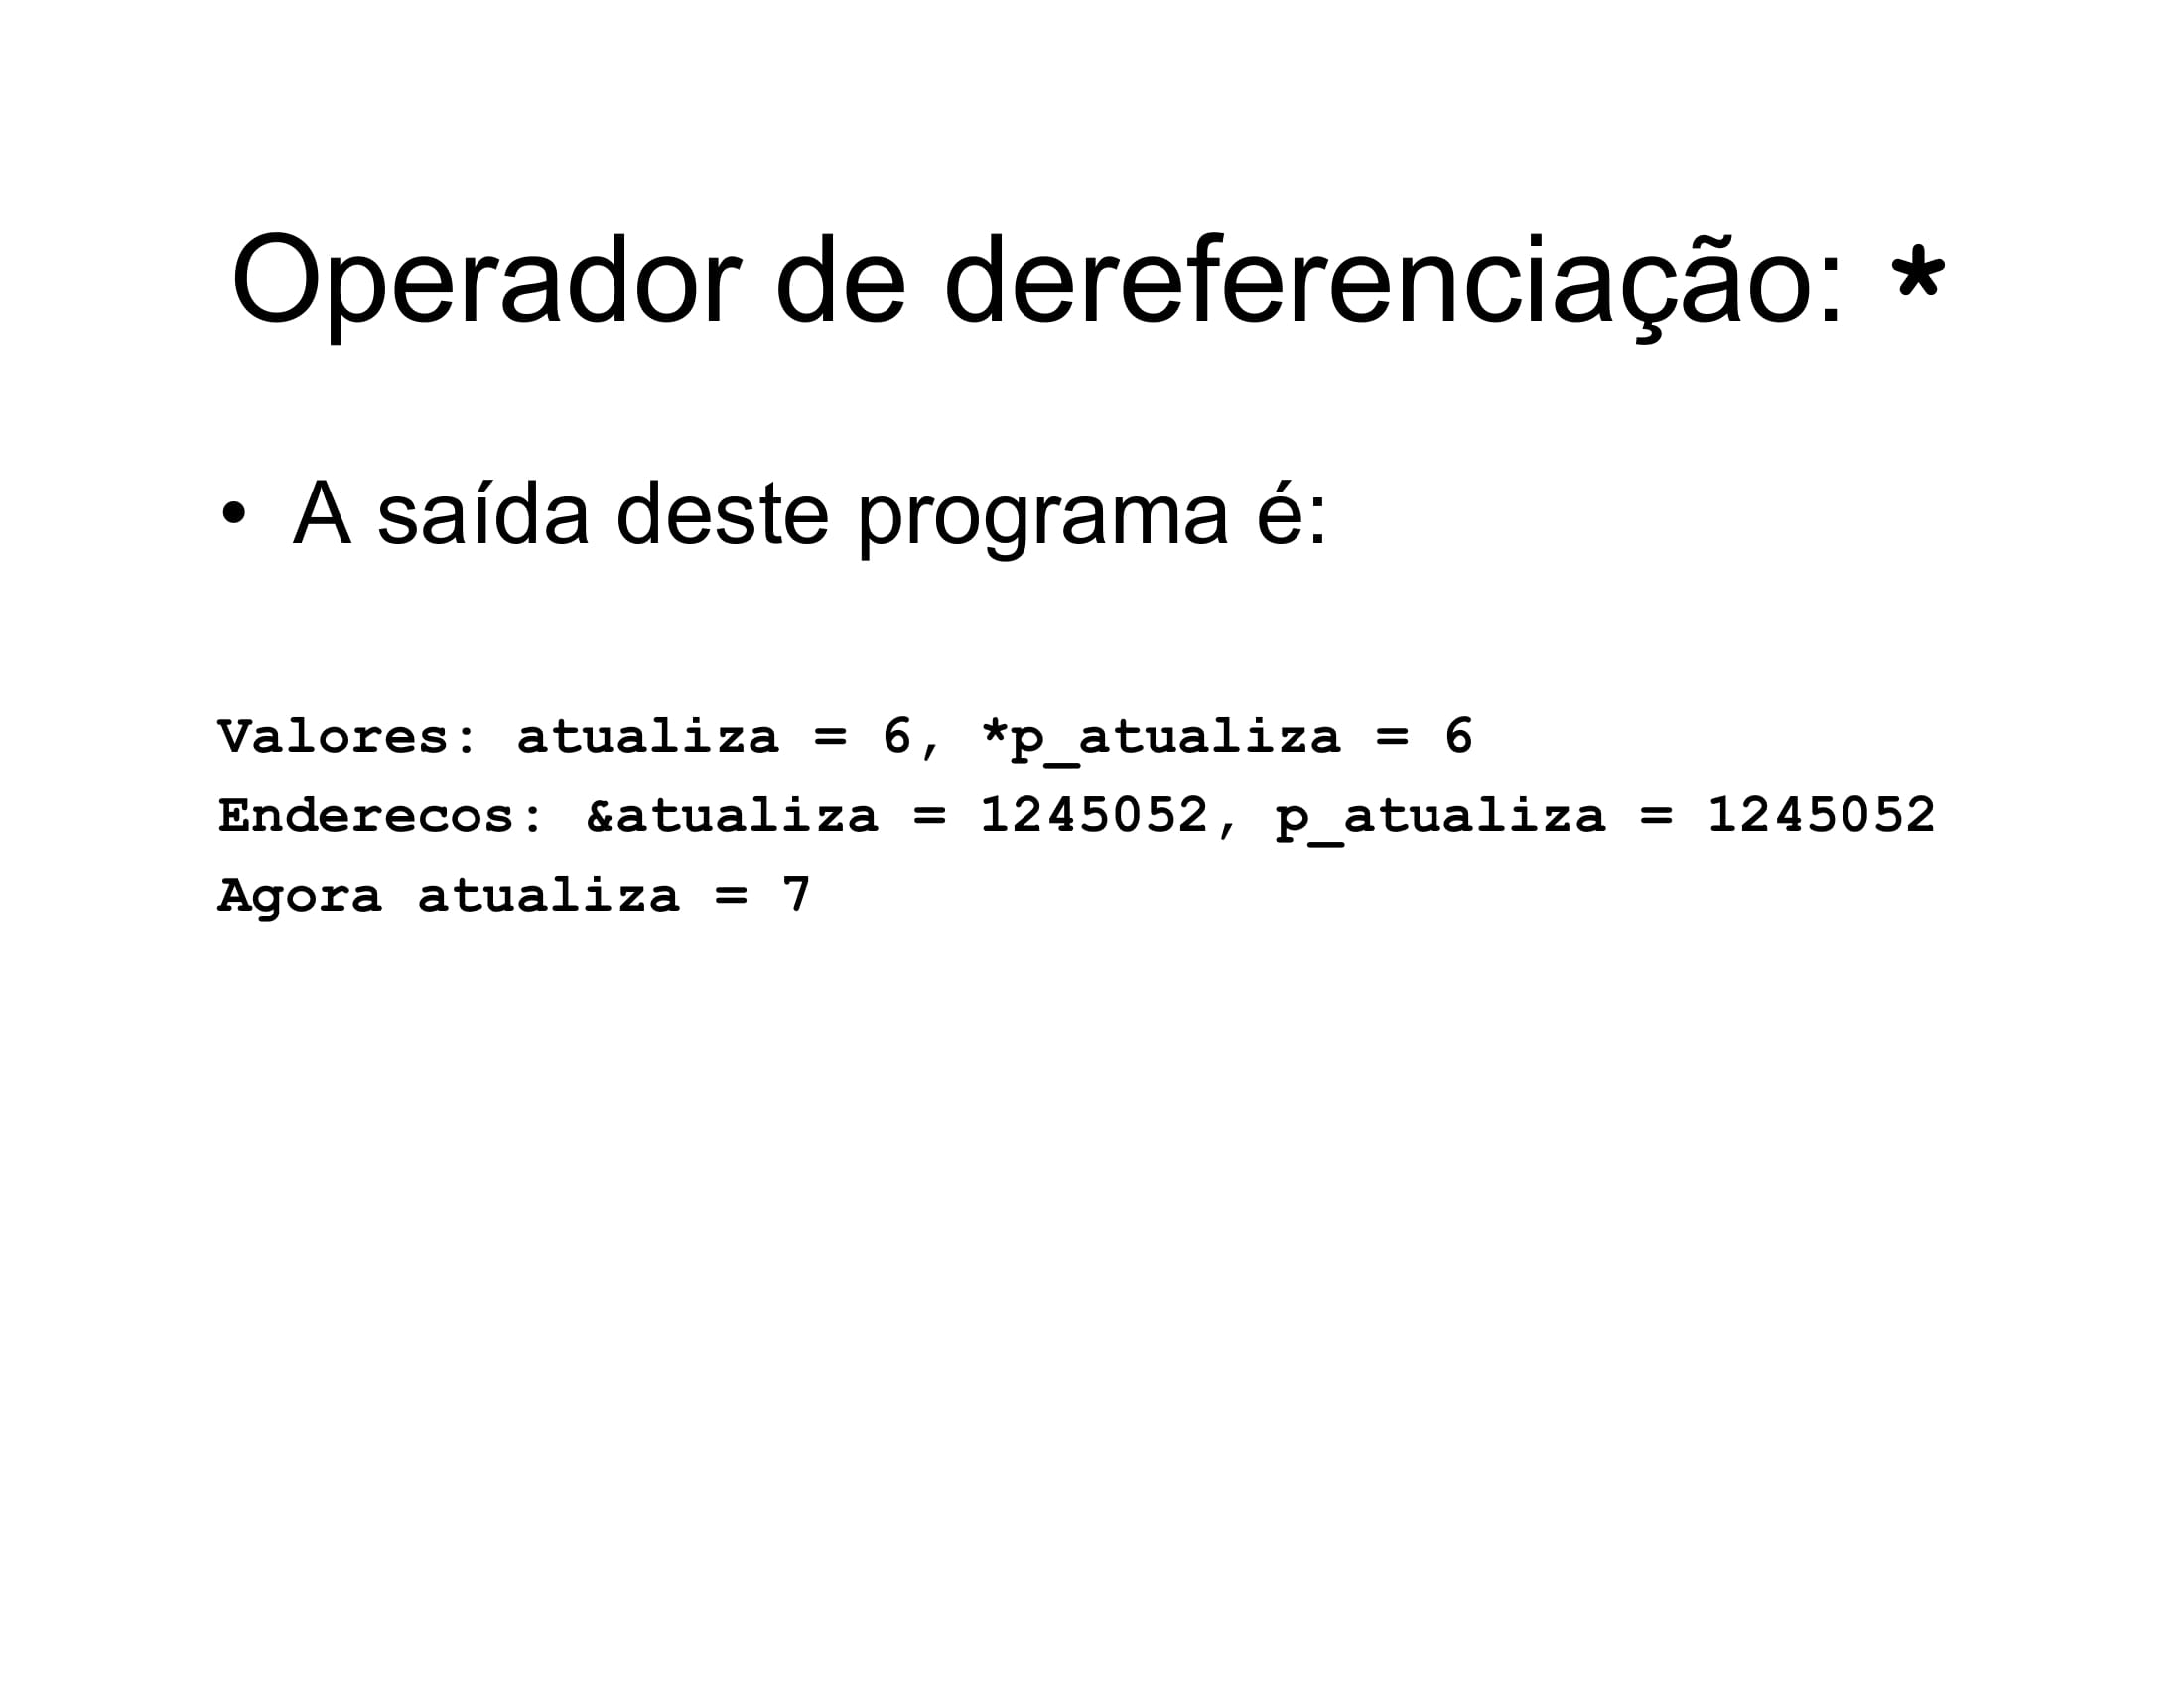 Operador de dereferenciação: *
• A saída deste programa é:
Valores: atualiza = 6, *p_atualiza = 6
Enderecos: &atualiza = 1245052, p_atualiza = 1245052
Agora atualiza = 7